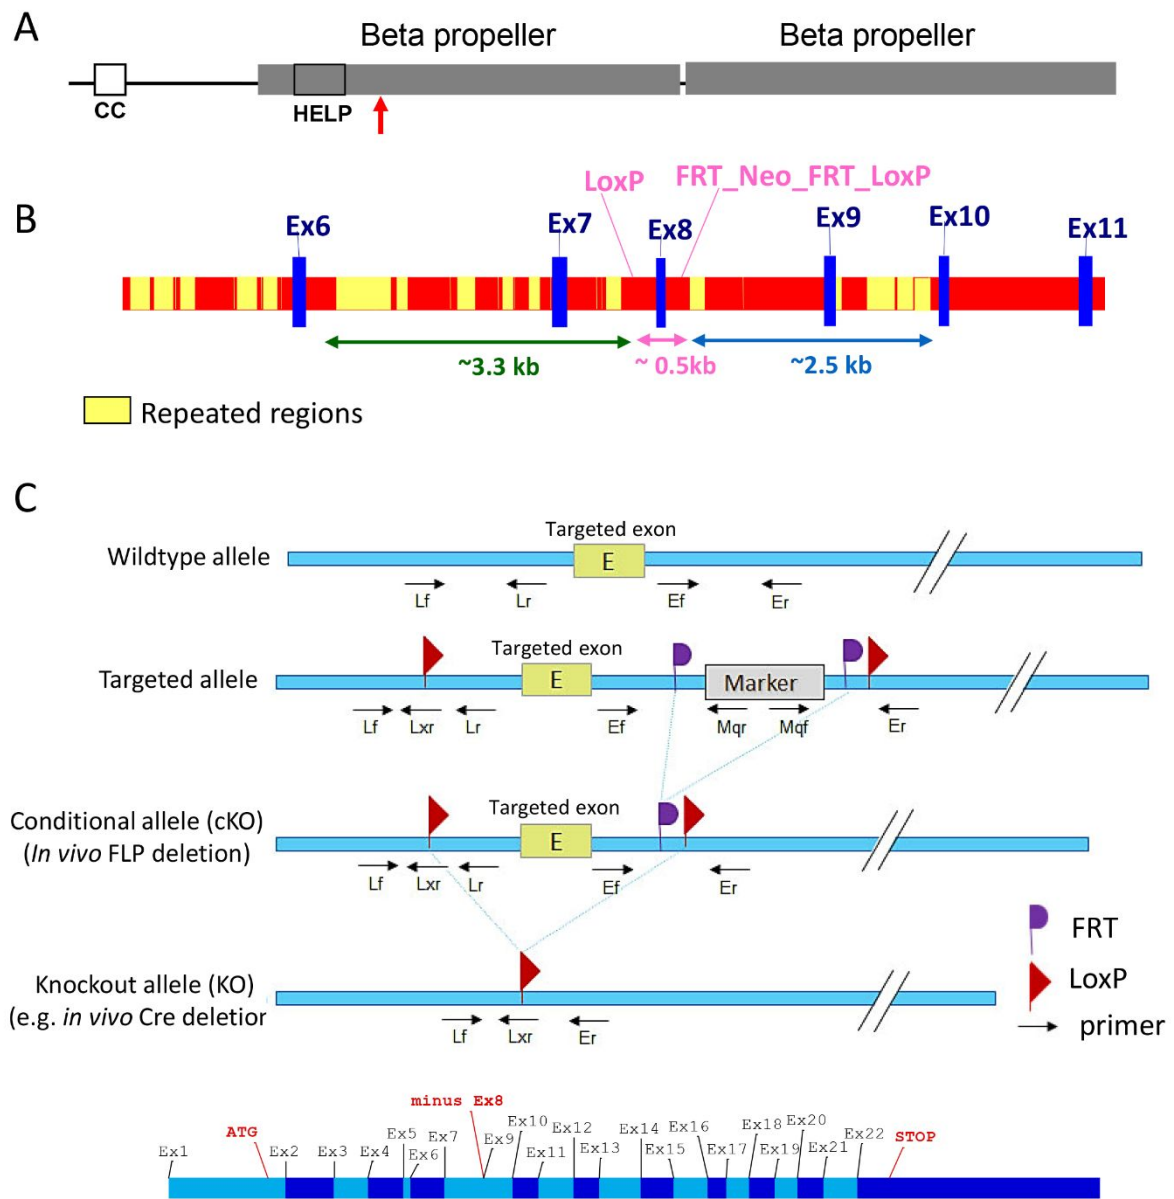 A
Beta propeller
Beta propeller
CC
HELP
LoxP
FRT_Neo_FRT_LoxP
B
Ex6
Ex7
Ex8
Ex9
Ex10
Ex11
~3.3 kb
~ 0.5kb
~2.5 kb
Repeated regions
C
Targeted exon
Wildtype allele
E
Lf
Lr
Ef
Er
Targeted exon
Targeted allele
E
Marker
Lf
Lxr
Lr
Ef
Mqr
Mqf
Er
Targeted exon
Conditional allele (cKO)
(In vivo FLP deletion)
E
Lf
Lxr
Lr
Ef
Er
FRT
Knockout allele (KO)
(e.g. in vivo Cre deletior
LoxP
Lf
Lxr
Er
primer
minus Ex8
ATG
STOP
Ex1
Ex2
Ex3
Ex4
Ex5
Ex6
Ex7
Ex9
Ex10
Ex11
Ex12
Ex13
Ex14
Ex15
Ex16
Ex17
Ex18
Ex19
Ex20
Ex21
Ex22